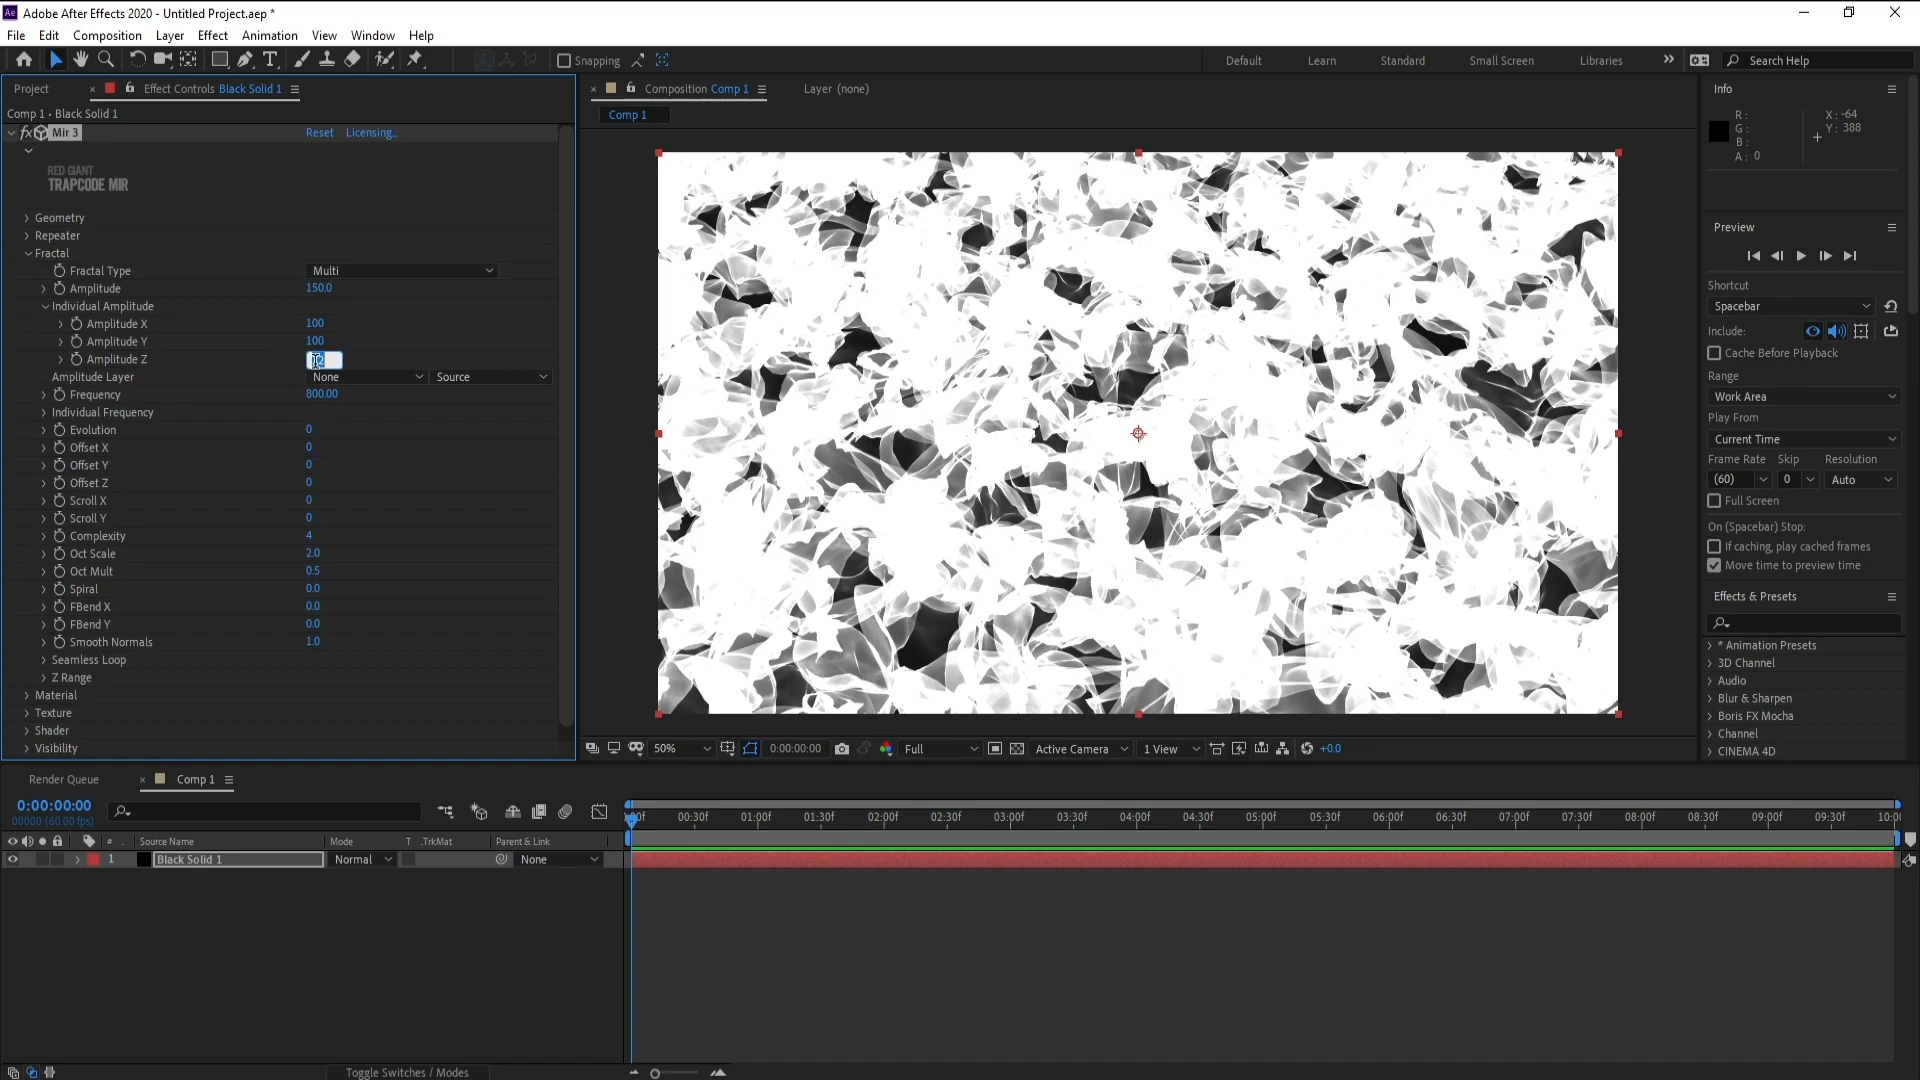 Ae Adobe After Effects 2020 - Untitled Project.aep *
File Edit Composition Layer Effect Animation View Window Help
Snapping
Default Learn Standard Small Screen Libraries Search Help
Project Effect Controls Black Solid 1
Comp 1 • Black Solid 1
fx Mir 3 Reset Licensing...
RED GIANT
TRAPCODE MIR
Geometry
Repeater
Fractal
Fractal Type Multi
Amplitude 150.0
Individual Amplitude
Amplitude X 100
Amplitude Y 100
Amplitude Z
Amplitude Layer None Source
Frequency 800.00
Individual Frequency
Evolution 0
Offset X 0
Offset Y 0
Offset Z 0
Scroll X 0
Scroll Y 0
Complexity 4
Oct Scale 2.0
Oct Mult 0.5
Spiral 0.0
FBend X 0.0
FBend Y 0.0
Smooth Normals 1.0
Seamless Loop
Z Range
Material
Texture
Shader
Visibility
Composition Comp 1 Layer (none)
Comp 1
50% 0:00:00:00 Full Active Camera 1 View +0.0
Info
R :
G :
B :
A : 0
X : -64
Y : 388
Preview
Shortcut
Spacebar
Include:
Cache Before Playback
Range
Work Area
Play From
Current Time
Frame Rate Skip Resolution
(60) 0 Auto
Full Screen
On (Spacebar) Stop:
If caching, play cached frames
Move time to preview time
Effects & Presets
* Animation Presets
3D Channel
Audio
Blur & Sharpen
Boris FX Mocha
Channel
CINEMA 4D
Render Queue Comp 1
0:00:00:00
00000 (60.00 fps)
# Source Name Mode T .TrkMat Parent & Link
1 Black Solid 1 Normal None
00:30f 01:00f 01:30f 02:00f 02:30f 03:00f 03:30f 04:00f 04:30f 05:00f 05:30f 06:00f 06:30f 07:00f 07:30f 08:00f 08:30f 09:00f 09:30f
Toggle Switches / Modes